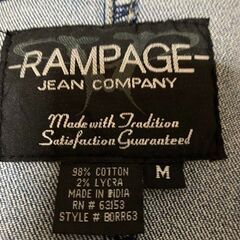 -RAMPAGE-
JEAN COMPANY
Made with Tradition
Satisfaction Guaranteed
98% COTTON
2% LYCRA
MADE IN INDIA
RN # 63153
STYLE # BORR63
M